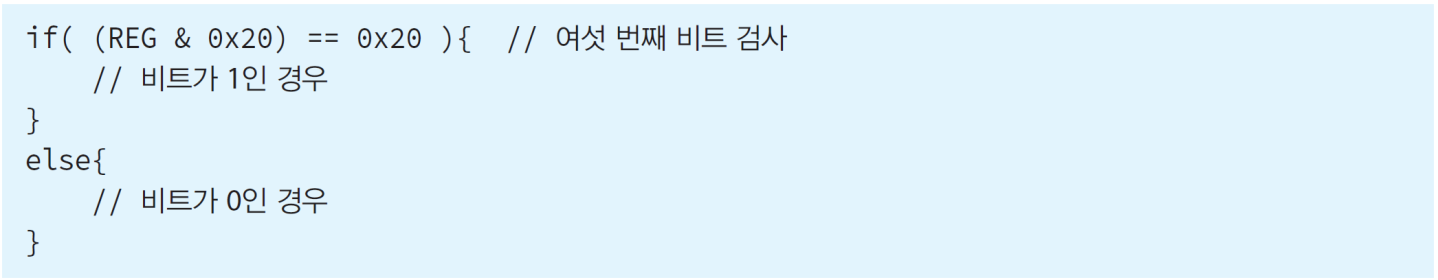 if( (REG & 0x20) == 0x20 ){  // 여섯 번째 비트 검사
    // 비트가 1인 경우
}
else{
    // 비트가 0인 경우
}